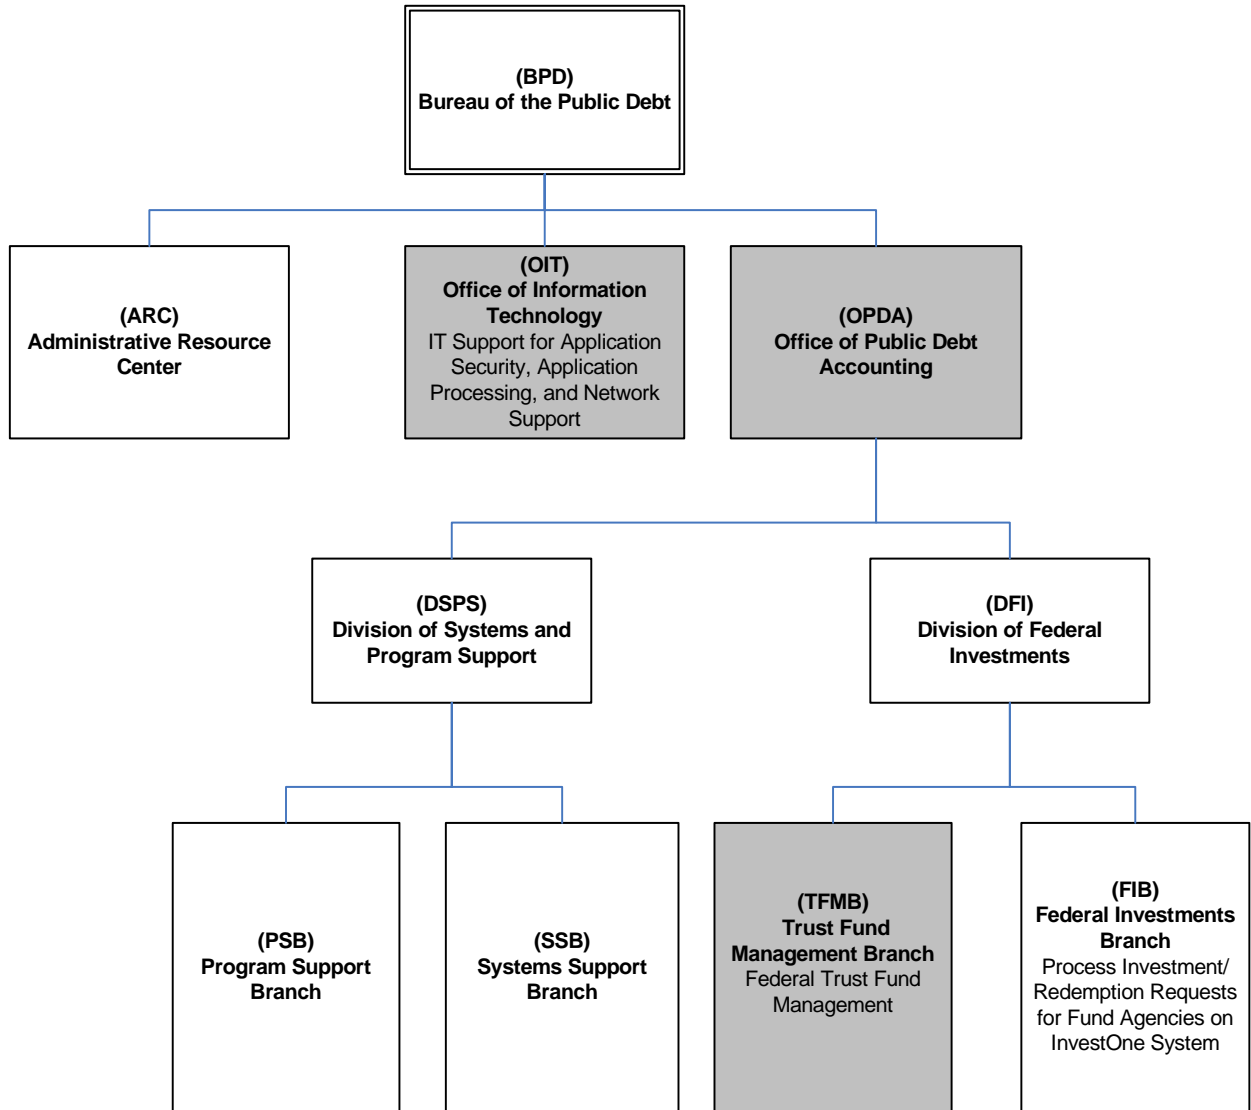 (BPD)
Bureau of the Public Debt
(ARC)
Administrative Resource
Center
(OIT)
Office of Information
Technology
IT Support for Application
Security, Application
Processing, and Network
Support
(OPDA)
Office of Public Debt
Accounting
(DSPS)
Division of Systems and
Program Support
(DFI)
Division of Federal
Investments
(PSB)
Program Support
Branch
(SSB)
Systems Support
Branch
(TFMB)
Trust Fund
Management Branch
Federal Trust Fund
Management
(FIB)
Federal Investments
Branch
Process Investment/
Redemption Requests
for Fund Agencies on
InvestOne System